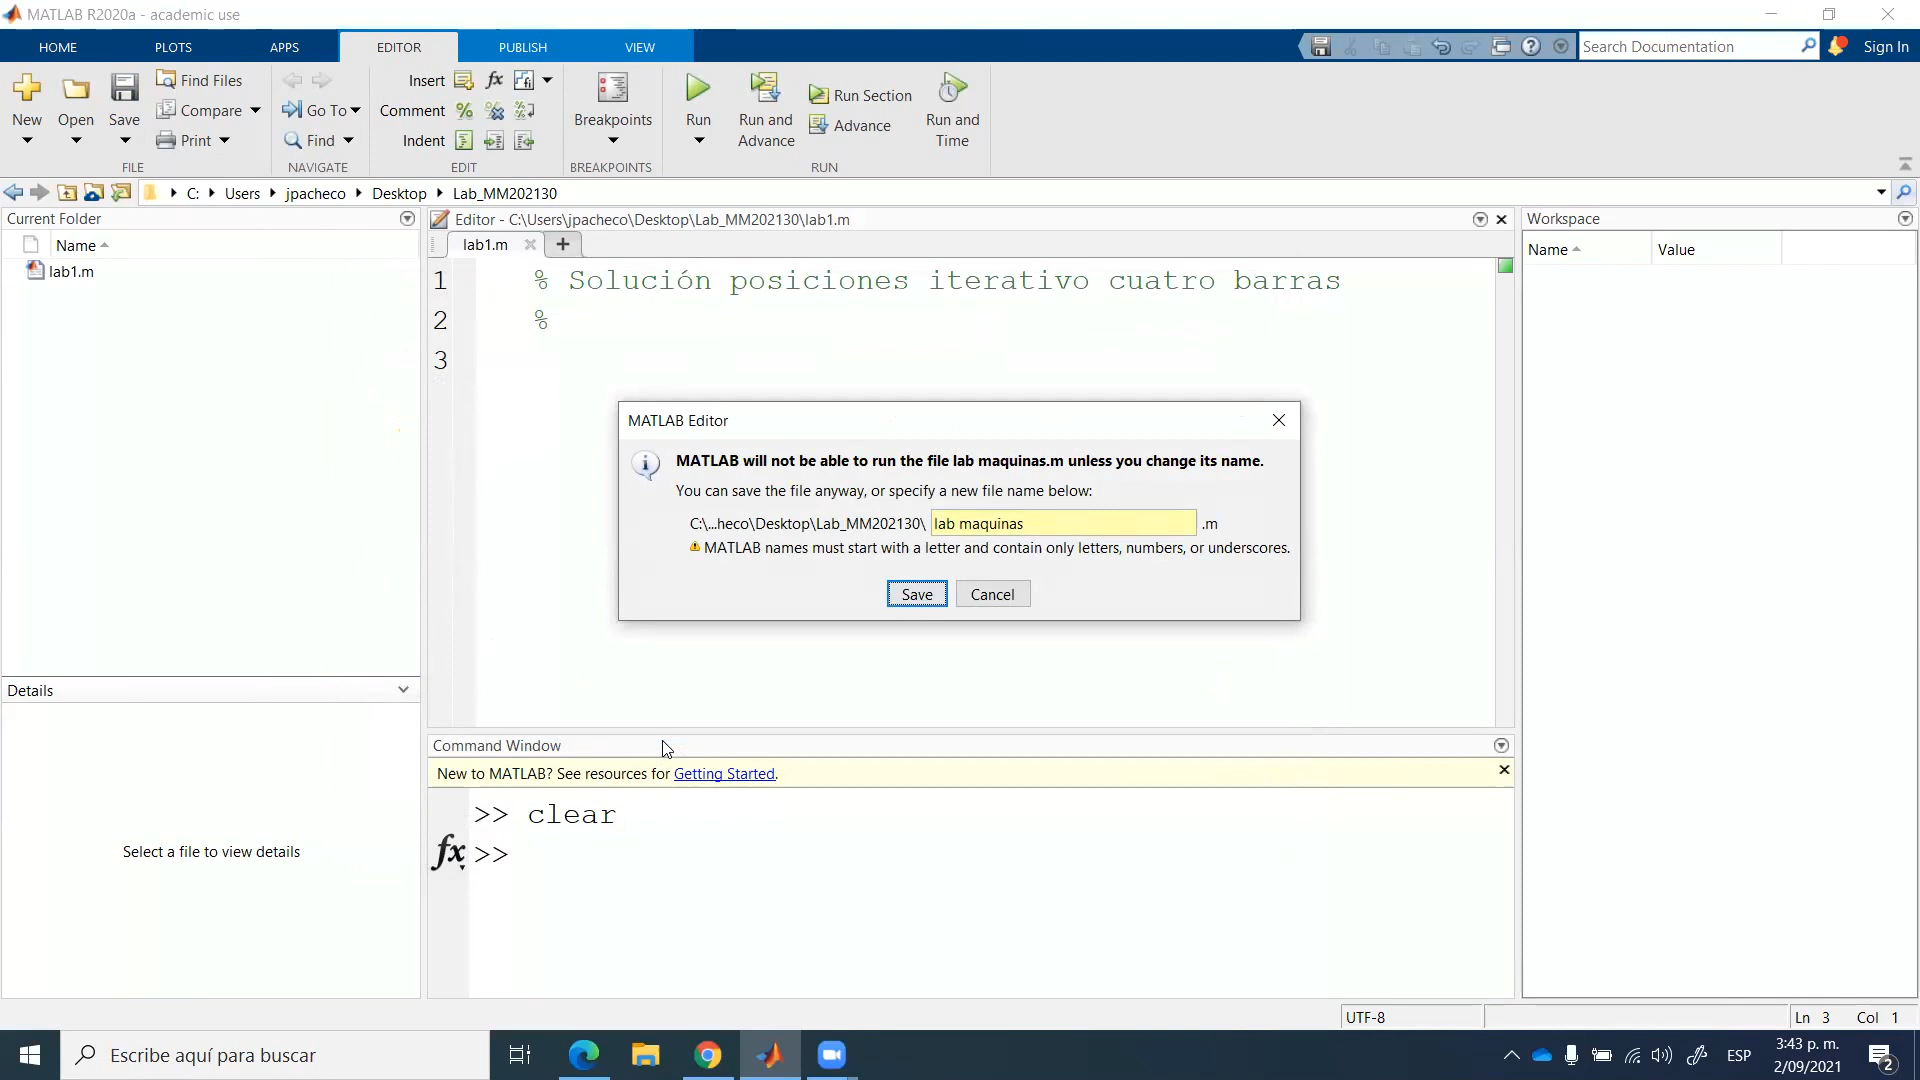 MATLAB R2020a - academic use
HOME PLOTS APPS EDITOR PUBLISH VIEW
Search Documentation
Sign In
New
Open
Save
Find Files
Compare
Print
FILE
Go To
Find
NAVIGATE
Insert
Comment
Indent
EDIT
fx
Breakpoints
BREAKPOINTS
Run
Run and
Advance
Run Section
Advance
Run and
Time
RUN
C: Users jpacheco Desktop Lab_MM202130
Current Folder
Name
lab1.m
Editor - C:\Users\jpacheco\Desktop\Lab_MM202130\lab1.m
lab1.m
1 % Solución posiciones iterativo cuatro barras
2 %
3
MATLAB Editor
MATLAB will not be able to run the file lab maquinas.m unless you change its name.
You can save the file anyway, or specify a new file name below:
C:\...heco\Desktop\Lab_MM202130\ lab maquinas .m
MATLAB names must start with a letter and contain only letters, numbers, or underscores.
Save Cancel
Workspace
Name Value
Details
Select a file to view details
Command Window
New to MATLAB? See resources for Getting Started.
>> clear
fx >>
UTF-8
Ln 3 Col 1
Escribe aquí para buscar
ESP
3:43 p. m.
2/09/2021
2